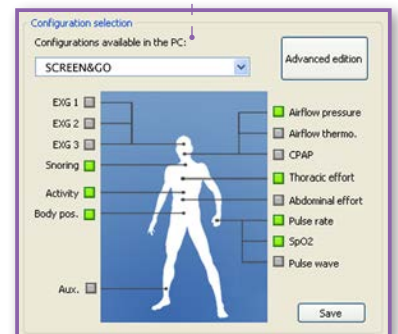 Configuration selection
Configurations available in the PC:
SCREEN&GO
Advanced edition
EXG 1
EXG 2
EXG 3
Snoring
Activity
Body pos.
Aux.
Airflow pressure
Airflow thermo.
CPAP
Thoracic effort
Abdominal effort
Pulse rate
SpO2
Pulse wave
Save